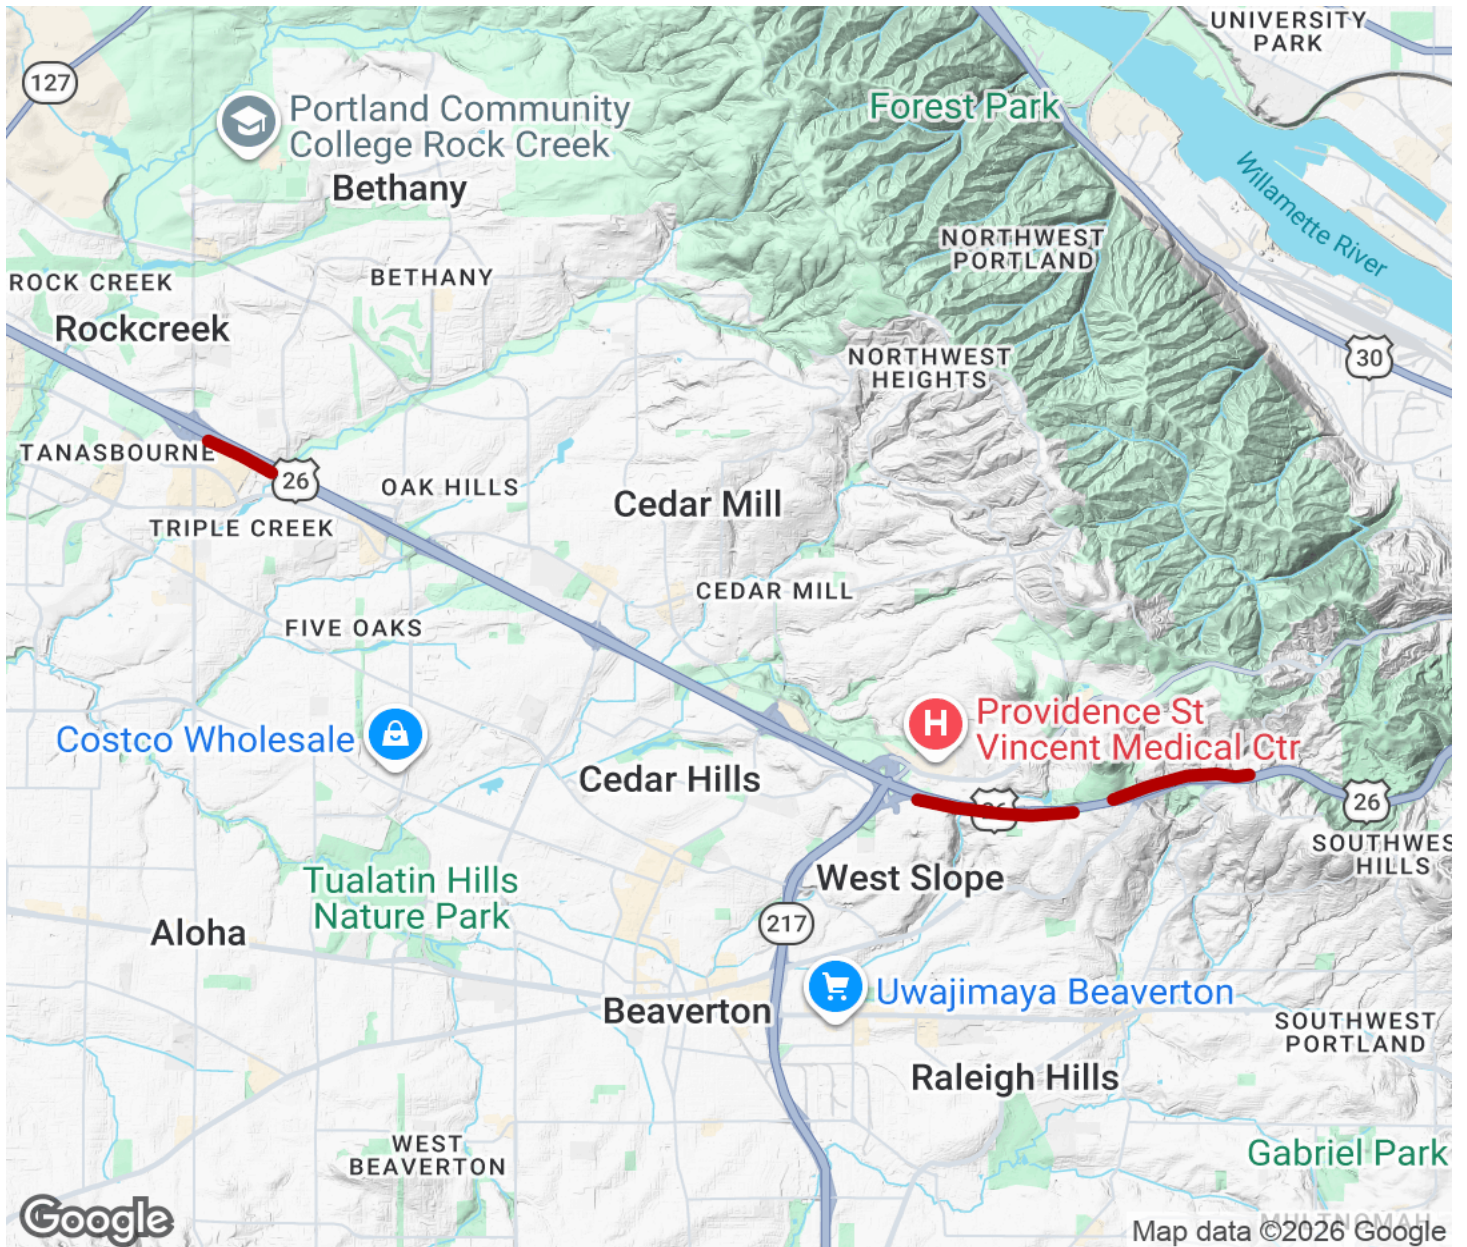 UNIVERSITY
PARK
127
Portland Community
College Rock Creek
Forest Park
Bethany
Willamette River
NORTHWEST
PORTLAND
ROCK CREEK
BETHANY
Rockcreek
NORTHWEST
HEIGHTS
30
TANASBOURNE
26
OAK HILLS
Cedar Mill
TRIPLE CREEK
CEDAR MILL
FIVE OAKS
Costco Wholesale
H
Providence St
Vincent Medical Ctr
Cedar Hills
26
26
SOUTHWES
HILLS
Tualatin Hills
Nature Park
West Slope
Aloha
217
Uwajimaya Beaverton
Beaverton
SOUTHWEST
PORTLAND
Raleigh Hills
WEST
BEAVERTON
Gabriel Park
Google
MULTNOMAH
Map data ©2026 Google